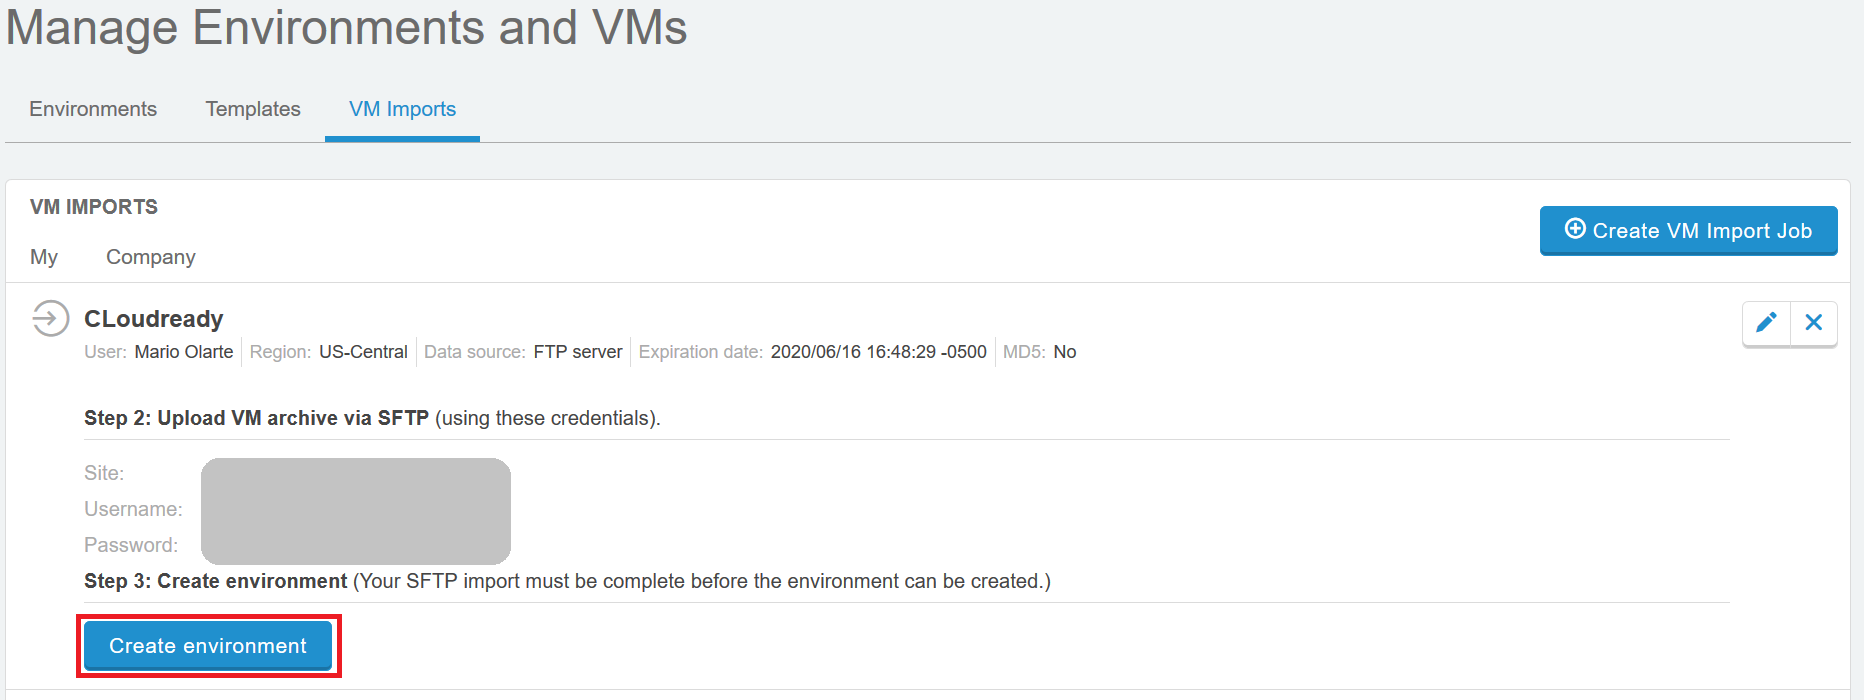 Manage Environments and VMs
Environments Templates VM Imports
VM IMPORTS
Create VM Import Job
My Company
CLoudready
User: Mario Olarte Region: US-Central Data source: FTP server Expiration date: 2020/06/16 16:48:29 -0500 MD5: No
Step 2: Upload VM archive via SFTP (using these credentials).
Site:
Username:
Password:
Step 3: Create environment (Your SFTP import must be complete before the environment can be created.)
Create environment